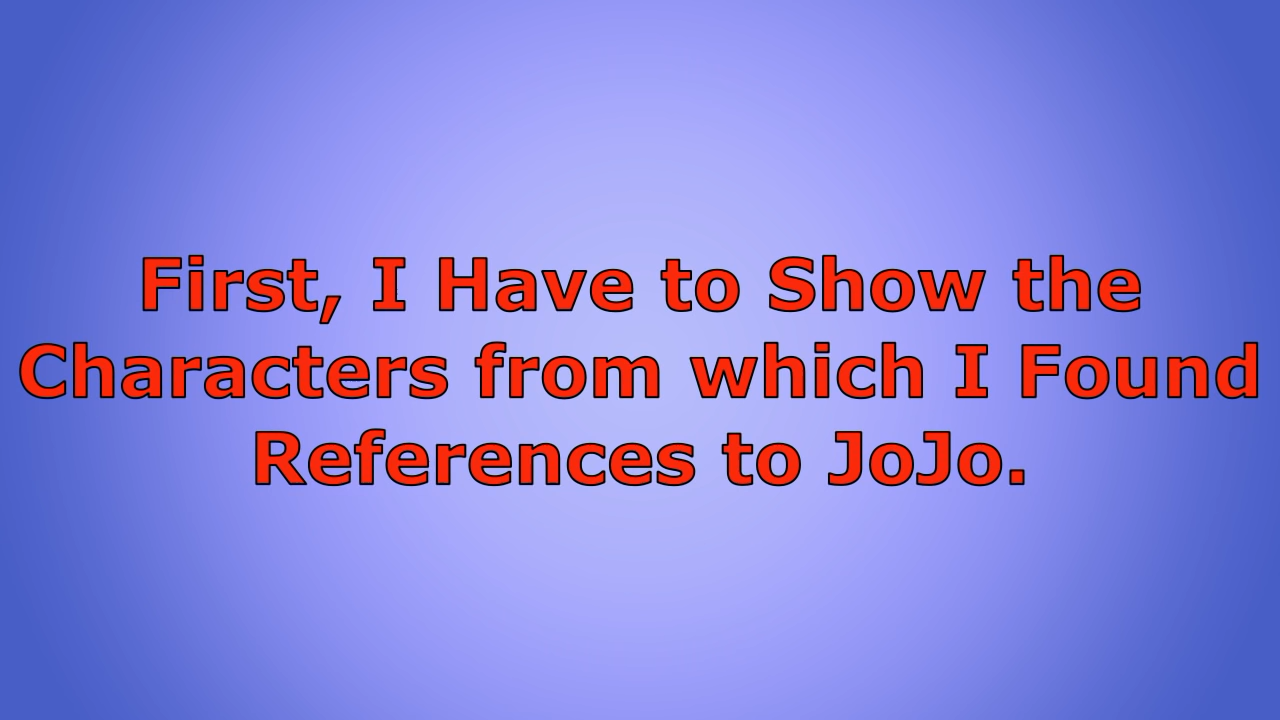 First, I Have to Show the
Characters from which I Found
References to JoJo.